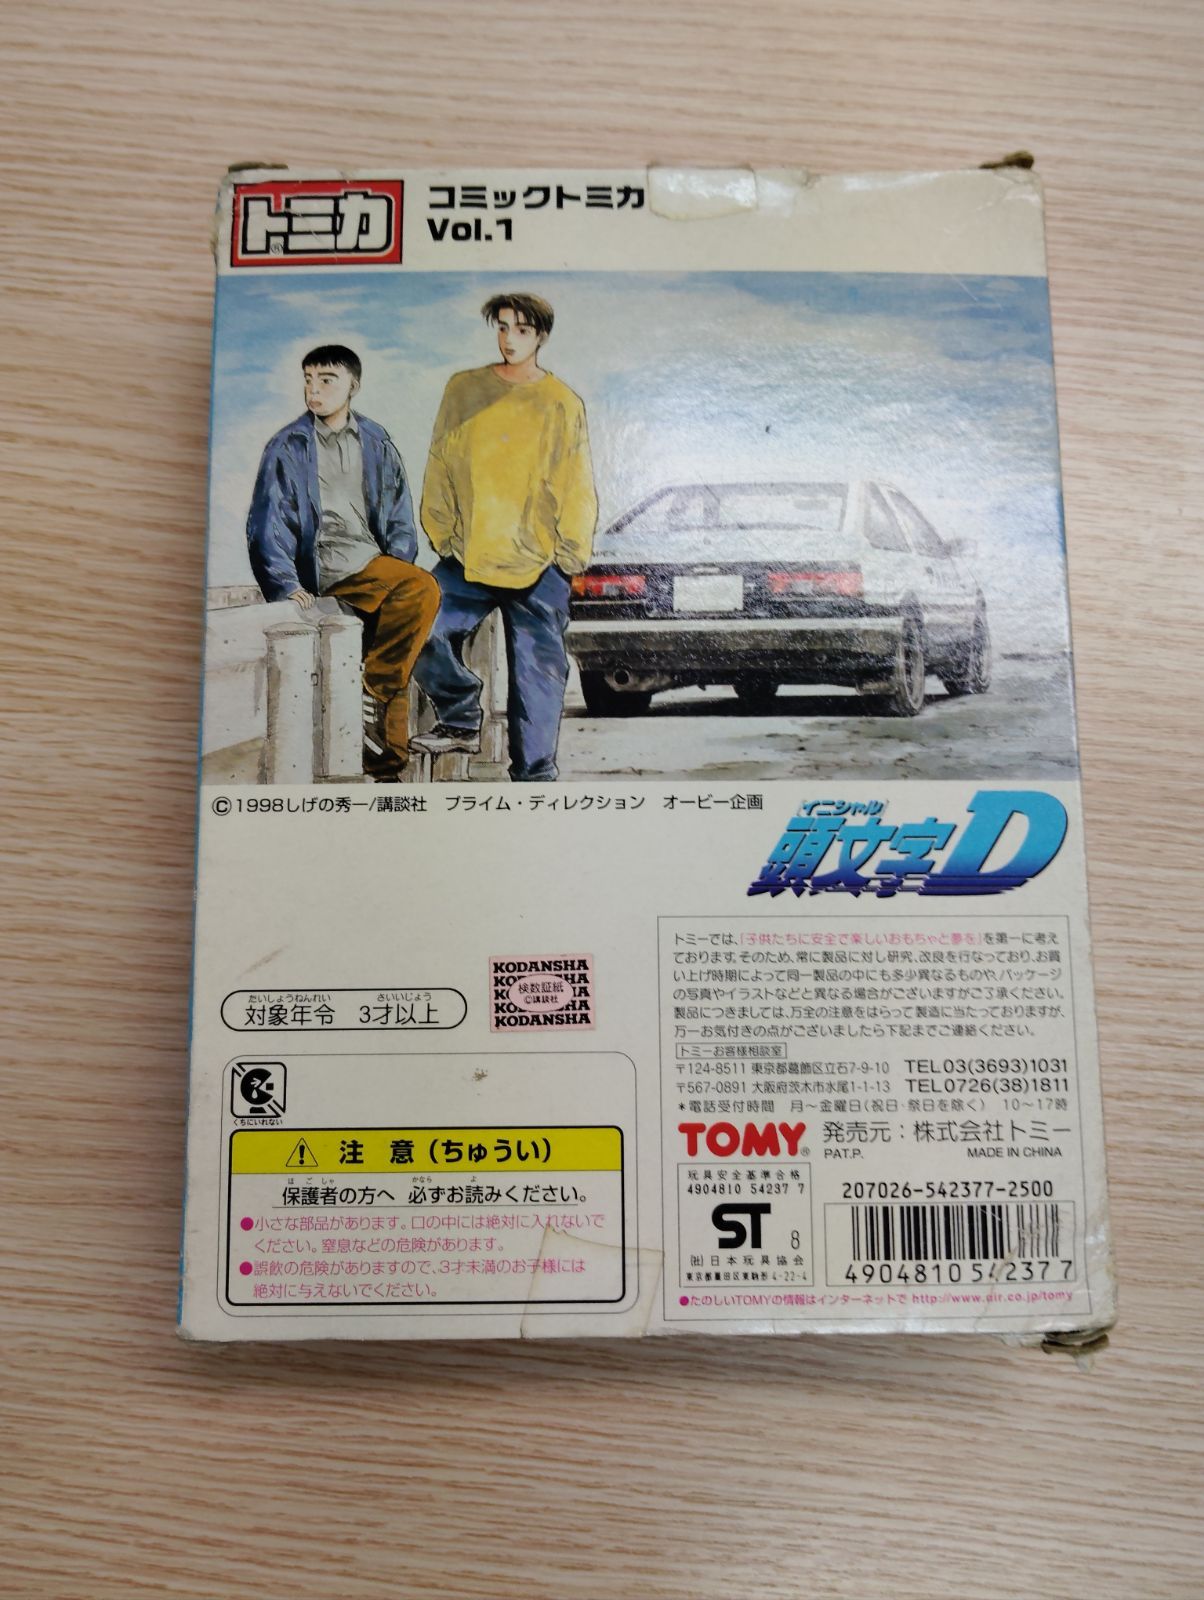 トミカ®
コミックトミカ
Vol.1
APEX
©1998しげの秀一/講談社　プライム・ディレクション　オービー企画
イニシャル
頭文字D
トミーでは、「子供たちに安全で楽しいおもちゃと夢を」を第一に考え
ております。そのため、常に製品に対し研究、改良を行なっており、お買
い上げ時期によって同一製品の中にも多少異なるものや、パッケージ
の写真やイラストなどと異なる場合がございますがご了承ください。
製品につきましては、万全の注意をはらって製造に当たっておりますが、
万一お気付きの点がございましたら下記までご連絡ください。
トミーお客様相談室
〒124-8511 東京都葛飾区立石7-9-10　TEL03(3693)1031
〒567-0891 大阪府茨木市水尾1-1-13　TEL0726(38)1811
*電話受付時間　月〜金曜日(祝日・祭日を除く)　10〜17時
TOMY®　発売元：株式会社トミー
PAT.P.　MADE IN CHINA
KODANSHA
検数証紙
©講談社
KODANSHA
たいしょうねんれい　さいいじょう
対象年令　3才以上
くちにいれない
注　意(ちゅうい)
ほごしゃ　かなら　よ
保護者の方へ 必ずお読みください。
●小さな部品があります。口の中には絶対に入れないで
ください。窒息などの危険があります。
●誤飲の危険がありますので、3才未満のお子様には
絶対に与えないでください。
玩具安全基準合格
4904810 54237 7
ST 8
(社)日本玩具協会
東京都墨田区東駒形4-22-4
207026-542377-2500
4904810542377
●たのしいTOMYの情報はインターネットで http://www.air.co.jp/tomy